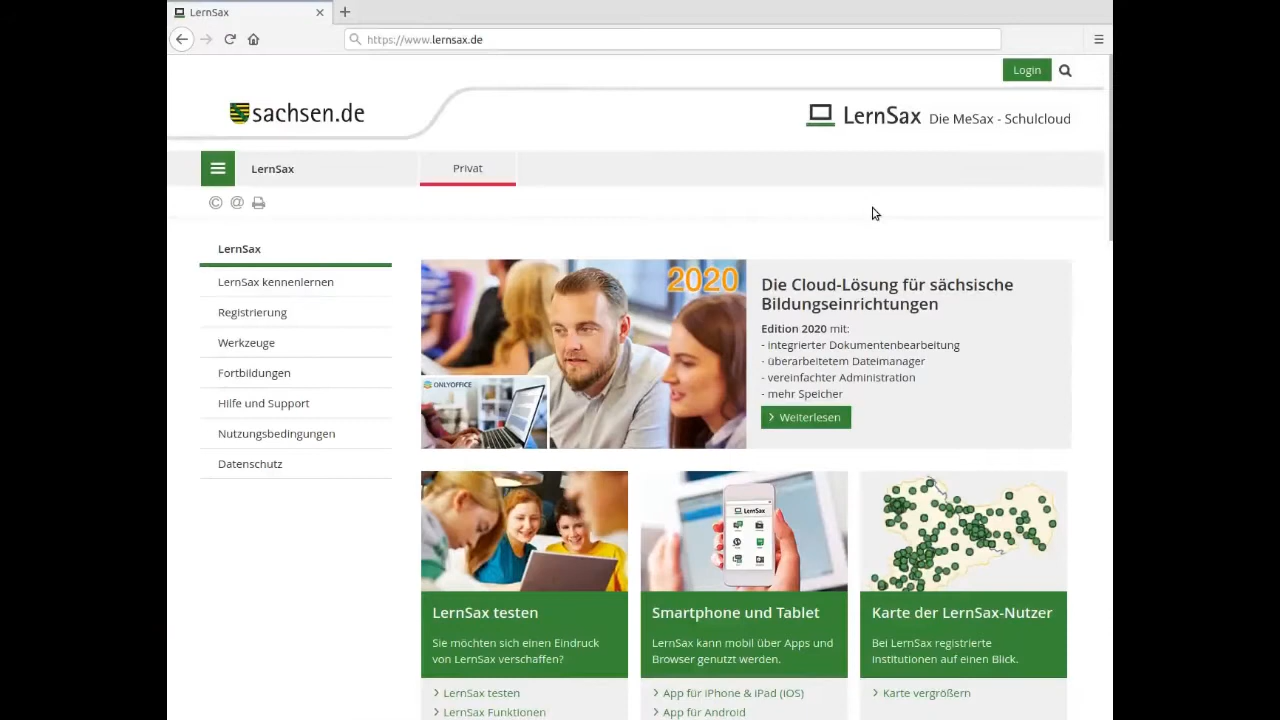 LernSax
https://www.lernsax.de
Login
sachsen.de
LernSax Die MeSax - Schulcloud
LernSax
Privat
LernSax
LernSax kennenlernen
Registrierung
Werkzeuge
Fortbildungen
Hilfe und Support
Nutzungsbedingungen
Datenschutz
2020
ONLYOFFICE
Die Cloud-Lösung für sächsische
Bildungseinrichtungen
Edition 2020 mit:
- integrierter Dokumentenbearbeitung
- überarbeitetem Dateimanager
- vereinfachter Administration
- mehr Speicher
Weiterlesen
LernSax testen
Sie möchten sich einen Eindruck
von LernSax verschaffen?
LernSax testen
LernSax Funktionen
LernSax
Smartphone und Tablet
LernSax kann mobil über Apps und
Browser genutzt werden.
App für iPhone & iPad (iOS)
App für Android
Karte der LernSax-Nutzer
Bei LernSax registrierte
Institutionen auf einen Blick.
Karte vergrößern